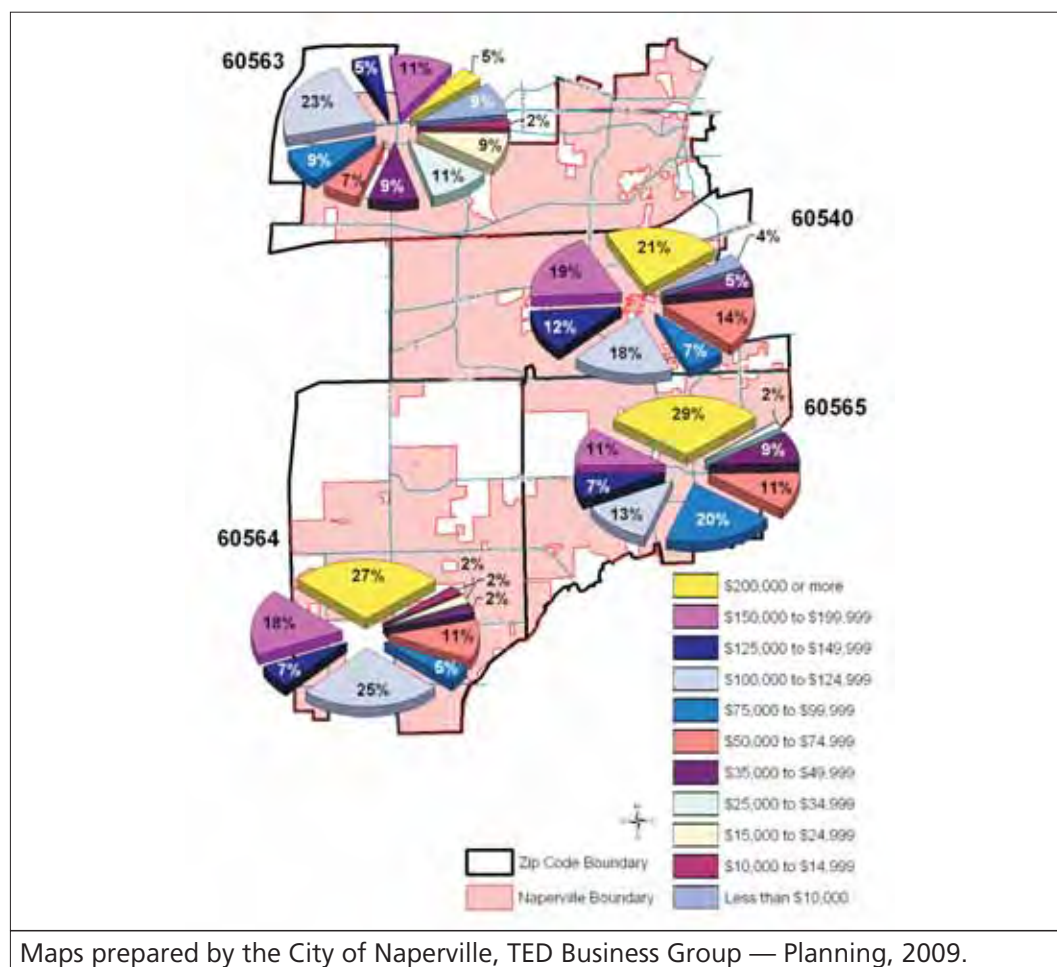 60563
5%
11%
5%
23%
9%
2%
9%
9%
7%
9%
11%
60540
21%
4%
19%
5%
12%
14%
18%
7%
60565
29%
2%
11%
9%
7%
11%
13%
20%
60564
27%
2%
2%
2%
18%
11%
7%
5%
25%
$200,000 or more
$150,000 to $199,999
$125,000 to $149,999
$100,000 to $124,999
$75,000 to $99,999
$50,000 to $74,999
$35,000 to $49,999
$25,000 to $34,999
$15,000 to $24,999
$10,000 to $14,999
Less than $10,000
Zip Code Boundary
Naperville Boundary
Maps prepared by the City of Naperville, TED Business Group — Planning, 2009.